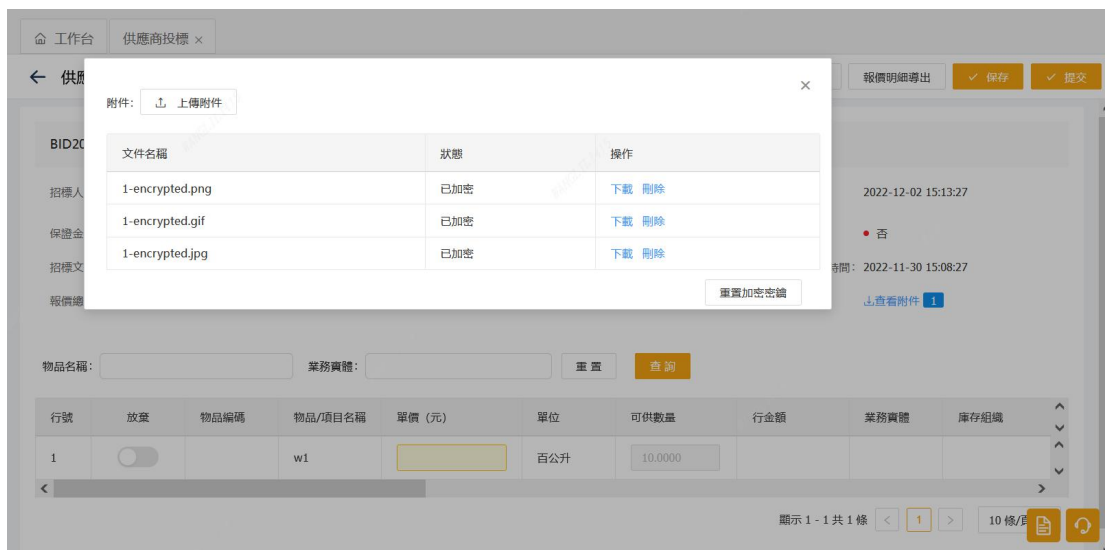 工作台 供應商投標 ×
← 供應
報價明細導出 ✓ 保存 ✓ 提交
附件： 上傳附件 ×
BID20
文件名稱 狀態 操作
招標人 1-encrypted.png 已加密 下載 刪除 2022-12-02 15:13:27
保證金 1-encrypted.gif 已加密 下載 刪除 否
招標文 1-encrypted.jpg 已加密 下載 刪除 時間： 2022-11-30 15:08:27
報價總 重置加密密鑰 查看附件 1
物品名稱： 業務實體： 重置 查詢
行號 放棄 物品編碼 物品/項目名稱 單價（元） 單位 可供數量 行金額 業務實體 庫存組織
1 w1 百公升 10.0000
顯示 1 - 1 共 1 條 < 1 > 10 條/頁